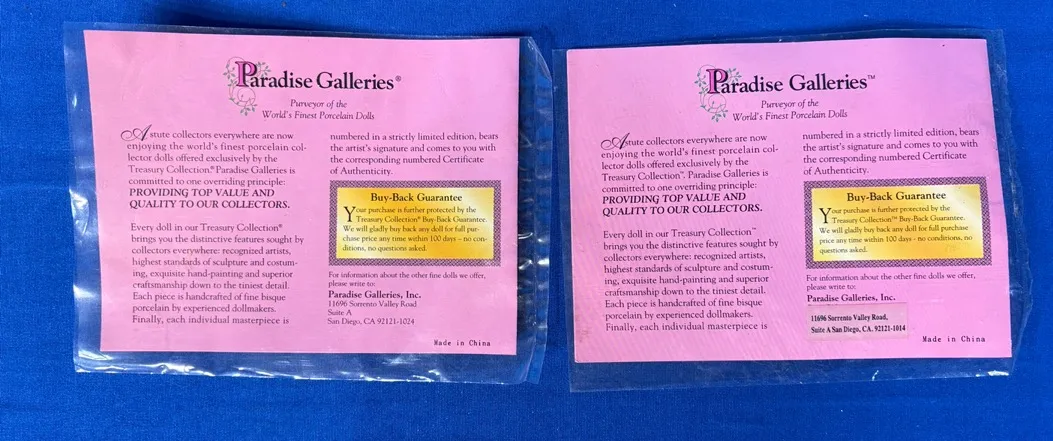 Paradise Galleries®
Purveyor of the
World's Finest Porcelain Dolls
Astute collectors everywhere are now
enjoying the world's finest porcelain col-
lector dolls offered exclusively by the
Treasury Collection.® Paradise Galleries is
committed to one overriding principle:
PROVIDING TOP VALUE AND
QUALITY TO OUR COLLECTORS.
Every doll in our Treasury Collection®
brings you the distinctive features sought by
collectors everywhere: recognized artists,
highest standards of sculpture and costum-
ing, exquisite hand-painting and superior
craftsmanship down to the tiniest detail.
Each piece is handcrafted of fine bisque
porcelain by experienced dollmakers.
Finally, each individual masterpiece is
numbered in a strictly limited edition, bears
the artist's signature and comes to you with
the corresponding numbered Certificate
of Authenticity.
Buy-Back Guarantee
Your purchase is further protected by the
Treasury Collection® Buy-Back Guarantee.
We will gladly buy back any doll for full pur-
chase price any time within 100 days – no con-
ditions, no questions asked.
For information about the other fine dolls we offer,
please write to:
Paradise Galleries, Inc.
11696 Sorrento Valley Road
Suite A
San Diego, CA 92121-1024
Made in China
Paradise Galleries™
Purveyor of the
World's Finest Porcelain Dolls
Astute collectors everywhere are now
enjoying the world's finest porcelain col-
lector dolls offered exclusively by the
Treasury Collection™. Paradise Galleries is
committed to one overriding principle:
PROVIDING TOP VALUE AND
QUALITY TO OUR COLLECTORS.
Every doll in our Treasury Collection™
brings you the distinctive features sought by
collectors everywhere: recognized artists,
highest standards of sculpture and costum-
ing, exquisite hand-painting and superior
craftsmanship down to the tiniest detail.
Each piece is handcrafted of fine bisque
porcelain by experienced dollmakers.
Finally, each individual masterpiece is
numbered in a strictly limited edition, bears
the artist's signature and comes to you with
the corresponding numbered Certificate
of Authenticity.
Buy-Back Guarantee
Your purchase is further protected by the
Treasury Collection™ Buy-Back Guarantee.
We will gladly buy back any doll for full purchase
price any time within 100 days – no conditions, no
questions asked.
For information about the other fine dolls we offer,
please write to:
Paradise Galleries, Inc.
11696 Sorrento Valley Road,
Suite A San Diego, CA. 92121-1014
Made in China